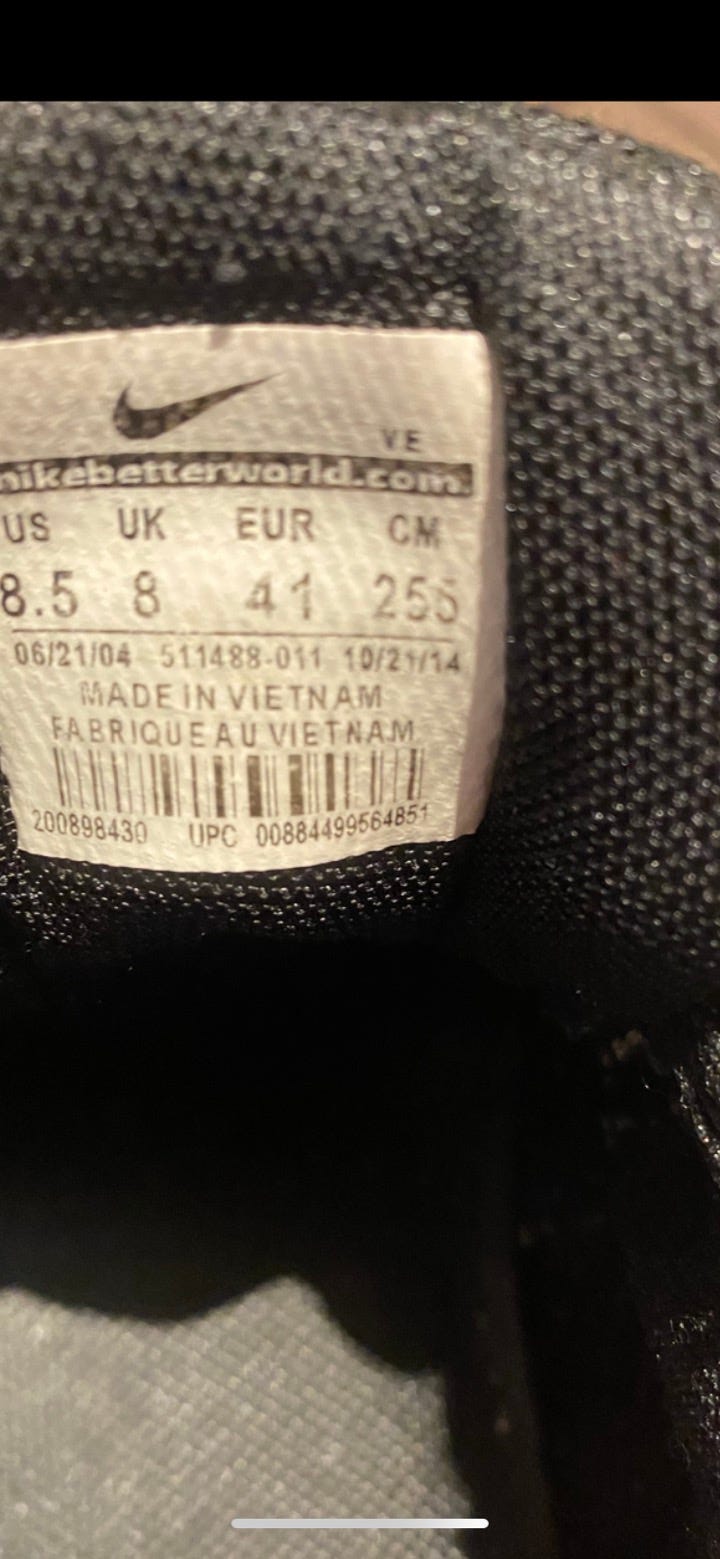 VE
nikebetterworld.com
US UK EUR CM
8.5 8 41 255
06/21/04 511488-011 10/21/14
MADE IN VIETNAM
FABRIQUE AU VIETNAM
200898430 UPC 00884499564851